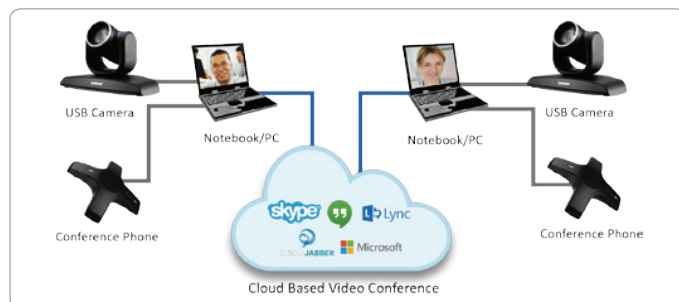 USB Camera
Notebook/PC
Notebook/PC
USB Camera
Conference Phone
skype
Lync
CISCO JABBER
Microsoft
Conference Phone
Cloud Based Video Conference